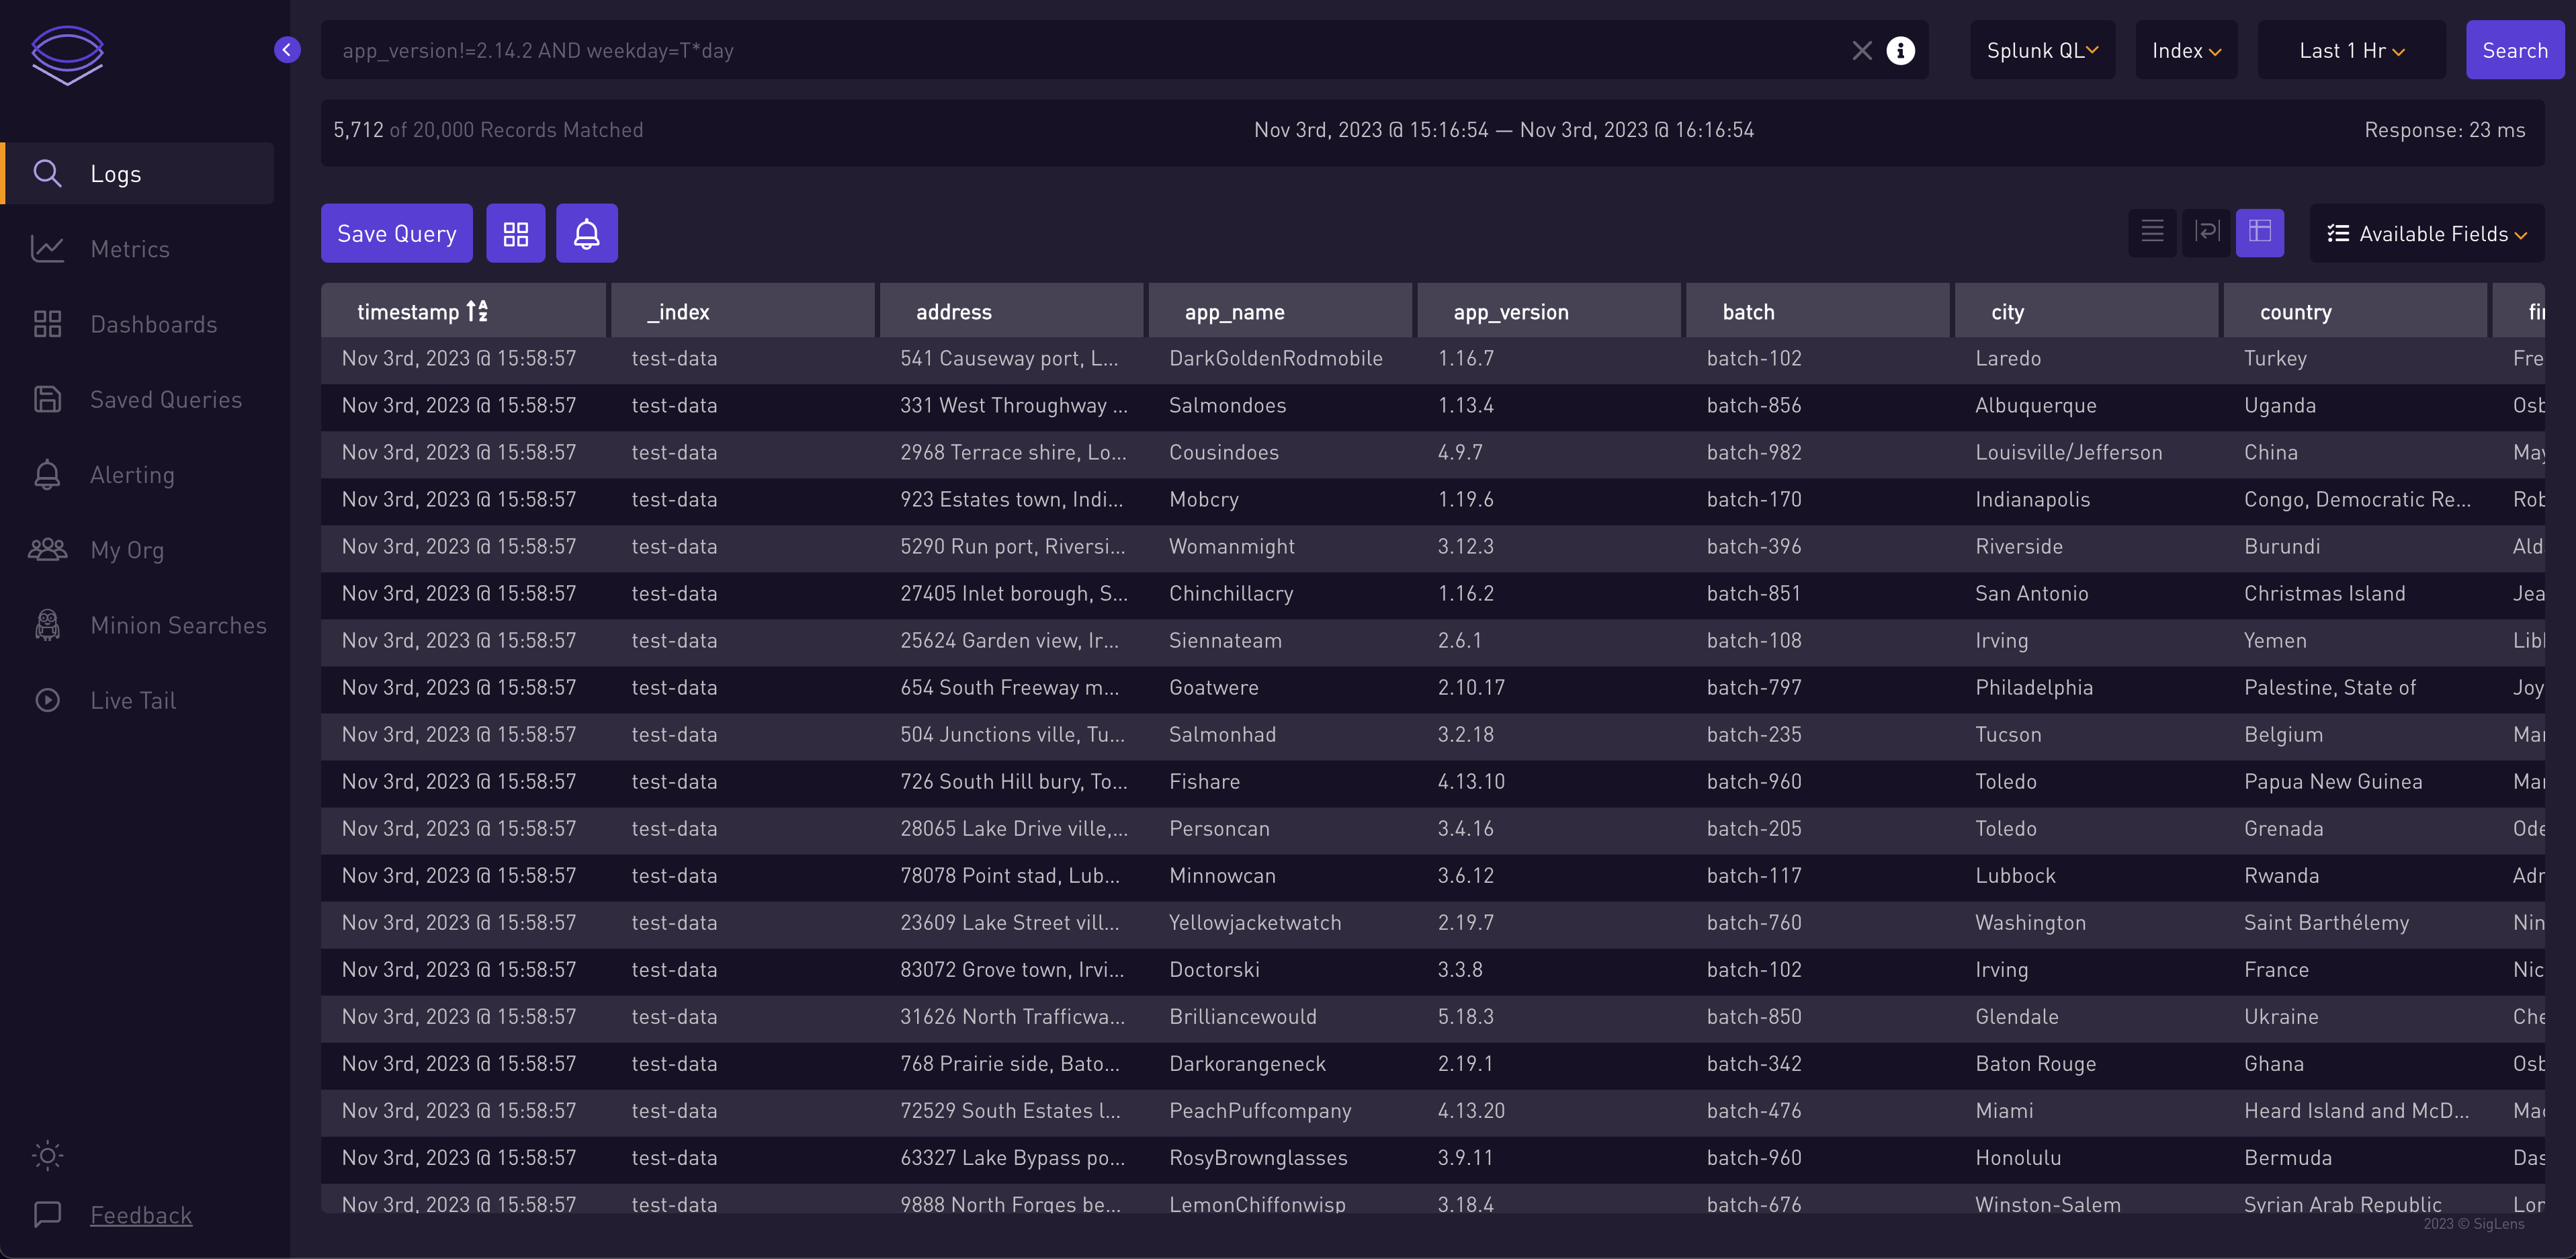 app_version!=2.14.2 AND weekday=T*day
Splunk QL
Index
Last 1 Hr
Search
5,712 of 20,000 Records Matched
Nov 3rd, 2023 @ 15:16:54 — Nov 3rd, 2023 @ 16:16:54
Response: 23 ms
Logs
Metrics
Dashboards
Saved Queries
Alerting
My Org
Minion Searches
Live Tail
Feedback
Save Query
Available Fields
timestamp _index address app_name app_version batch city country fi
Nov 3rd, 2023 @ 15:58:57 test-data 541 Causeway port, L... DarkGoldenRodmobile 1.16.7 batch-102 Laredo Turkey Fre
Nov 3rd, 2023 @ 15:58:57 test-data 331 West Throughway ... Salmondoes 1.13.4 batch-856 Albuquerque Uganda Osb
Nov 3rd, 2023 @ 15:58:57 test-data 2968 Terrace shire, Lo... Cousindoes 4.9.7 batch-982 Louisville/Jefferson China May
Nov 3rd, 2023 @ 15:58:57 test-data 923 Estates town, Indi... Mobcry 1.19.6 batch-170 Indianapolis Congo, Democratic Re... Rob
Nov 3rd, 2023 @ 15:58:57 test-data 5290 Run port, Riversi... Womanmight 3.12.3 batch-396 Riverside Burundi Ald
Nov 3rd, 2023 @ 15:58:57 test-data 27405 Inlet borough, S... Chinchillacry 1.16.2 batch-851 San Antonio Christmas Island Jea
Nov 3rd, 2023 @ 15:58:57 test-data 25624 Garden view, Ir... Siennateam 2.6.1 batch-108 Irving Yemen Lib
Nov 3rd, 2023 @ 15:58:57 test-data 654 South Freeway m... Goatwere 2.10.17 batch-797 Philadelphia Palestine, State of Joy
Nov 3rd, 2023 @ 15:58:57 test-data 504 Junctions ville, Tu... Salmonhad 3.2.18 batch-235 Tucson Belgium Mar
Nov 3rd, 2023 @ 15:58:57 test-data 726 South Hill bury, To... Fishare 4.13.10 batch-960 Toledo Papua New Guinea Mar
Nov 3rd, 2023 @ 15:58:57 test-data 28065 Lake Drive ville,... Personcan 3.4.16 batch-205 Toledo Grenada Ode
Nov 3rd, 2023 @ 15:58:57 test-data 78078 Point stad, Lub... Minnowcan 3.6.12 batch-117 Lubbock Rwanda Adr
Nov 3rd, 2023 @ 15:58:57 test-data 23609 Lake Street vill... Yellowjacketwatch 2.19.7 batch-760 Washington Saint Barthélemy Nin
Nov 3rd, 2023 @ 15:58:57 test-data 83072 Grove town, Irvi... Doctorski 3.3.8 batch-102 Irving France Nic
Nov 3rd, 2023 @ 15:58:57 test-data 31626 North Trafficwa... Brilliancewould 5.18.3 batch-850 Glendale Ukraine Che
Nov 3rd, 2023 @ 15:58:57 test-data 768 Prairie side, Bato... Darkorangeneck 2.19.1 batch-342 Baton Rouge Ghana Osb
Nov 3rd, 2023 @ 15:58:57 test-data 72529 South Estates l... PeachPuffcompany 4.13.20 batch-476 Miami Heard Island and McD... Mac
Nov 3rd, 2023 @ 15:58:57 test-data 63327 Lake Bypass po... RosyBrownglasses 3.9.11 batch-960 Honolulu Bermuda Das
Nov 3rd, 2023 @ 15:58:57 test-data 9888 North Forges be... LemonChiffonwisp 3.18.4 batch-676 Winston-Salem Syrian Arab Republic Lor
2023 © SigLens